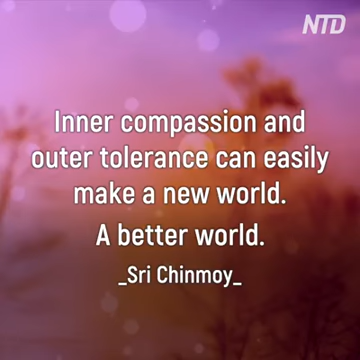 NTD
Inner compassion and
outer tolerance can easily
make a new world.
A better world.
_Sri Chinmoy_